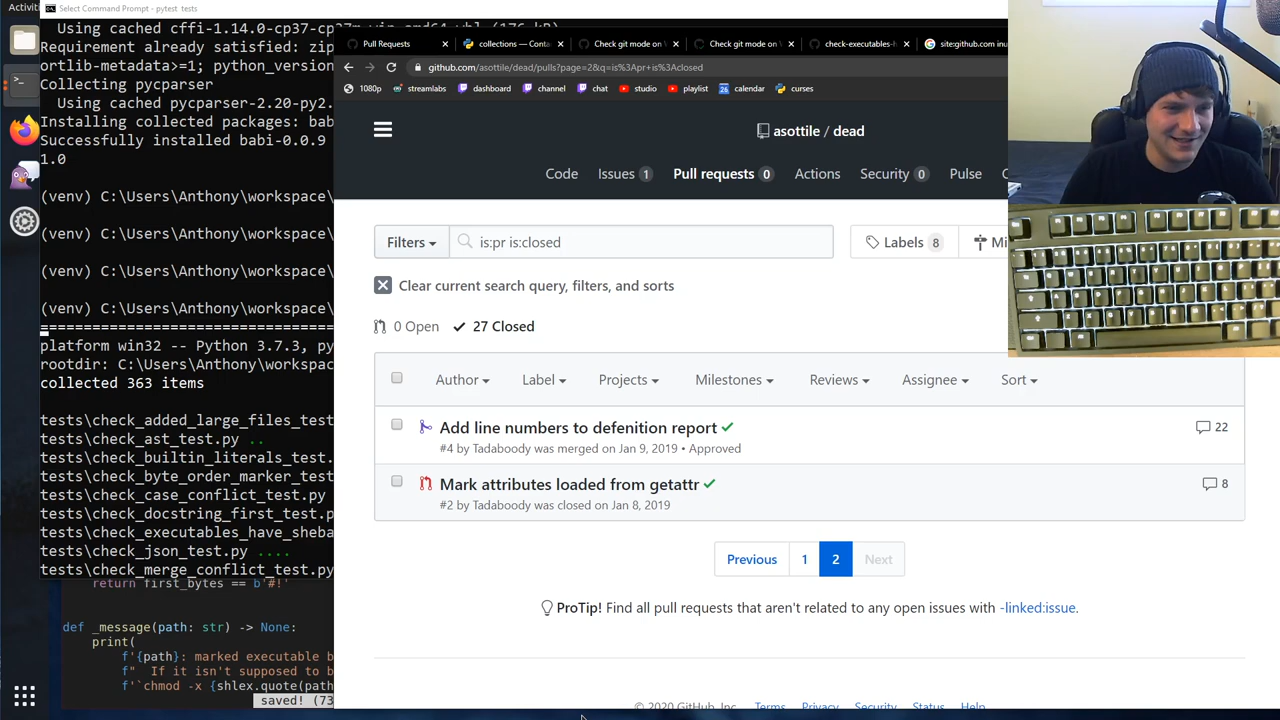 Activiti
Select Command Prompt - pytest tests
Using cached cffi-1.14.0-cp37-cp37m-win_amd64.whl (176 kB)
Requirement already satisfied: zip
ortlib-metadata>=1; python_version
Collecting pycparser
Using cached pycparser-2.20-py2.
Installing collected packages: bab
Successfully installed babi-0.0.9
1.0
(venv) C:\Users\Anthony\workspace\
(venv) C:\Users\Anthony\workspace\
(venv) C:\Users\Anthony\workspace\
(venv) C:\Users\Anthony\workspace\
platform win32 -- Python 3.7.3, py
rootdir: C:\Users\Anthony\workspac
collected 363 items
tests\check_added_large_files_test
tests\check_ast_test.py ..
tests\check_builtin_literals_test.
tests\check_byte_order_marker_test
tests\check_case_conflict_test.py
tests\check_docstring_first_test.p
tests\check_executables_have_sheba
tests\check_json_test.py ....
tests\check_merge_conflict_test.py
return first_bytes == b'#!'
def _message(path: str) -> None:
print(
f'{path}: marked executable b
f" If it isn't supposed to b
f'`chmod -x {shlex.quote(path
saved! (73
Pull Requests
collections — Conta
Check git mode on
Check git mode on
check-executables-h
site:github.com inu
github.com/asottile/dead/pulls?page=2&q=is%3Apr+is%3Aclosed
1080p streamlabs dashboard channel chat studio playlist 26 calendar curses
asottile / dead
Code Issues 1 Pull requests 0 Actions Security 0 Pulse
Filters is:pr is:closed Labels 8 Mi
Clear current search query, filters, and sorts
0 Open 27 Closed
Author Label Projects Milestones Reviews Assignee Sort
Add line numbers to defenition report 22
#4 by Tadaboody was merged on Jan 9, 2019 • Approved
Mark attributes loaded from getattr 8
#2 by Tadaboody was closed on Jan 8, 2019
Previous 1 2 Next
ProTip! Find all pull requests that aren't related to any open issues with -linked:issue.
© 2020 GitHub, Inc. Terms Privacy Security Status Help